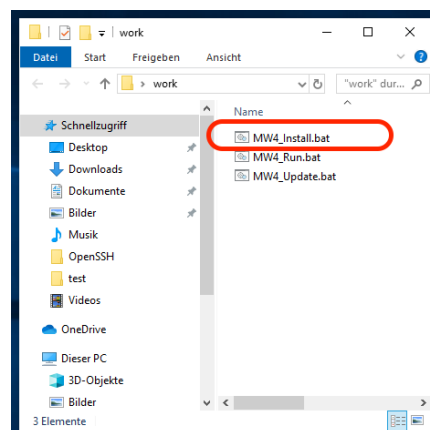 work
Datei Start Freigeben Ansicht
work "work" dur...
Name
Schnellzugriff
MW4_Install.bat
Desktop
MW4_Run.bat
Downloads
MW4_Update.bat
Dokumente
Bilder
Musik
OpenSSH
test
Videos
OneDrive
Dieser PC
3D-Objekte
Bilder
3 Elemente